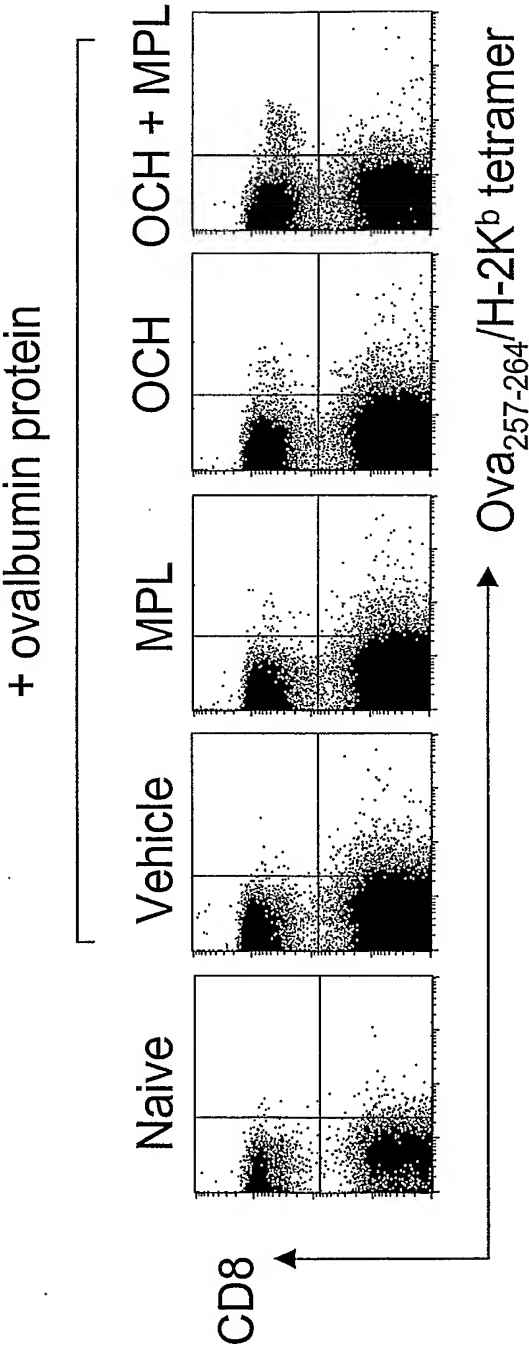 + ovalbumin protein
Naive
Vehicle
MPL
OCH
OCH + MPL
CD8
Ova257-264/H-2Kb tetramer